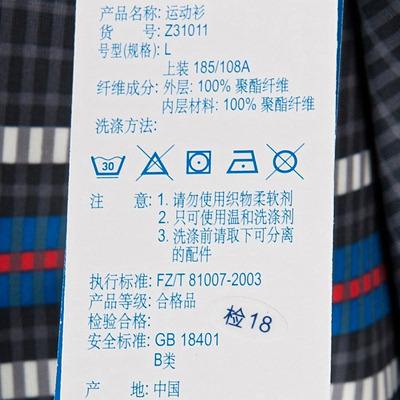 产品名称: 运动衫
货　　号: Z31011
号型(规格): L
上装 185/108A
纤维成分: 外层: 100% 聚酯纤维
内层材料: 100% 聚酯纤维
洗涤方法:
30
注　　意: 1. 请勿使用织物柔软剂
2. 只可使用温和洗涤剂
3. 洗涤前请取下可分离
的配件
执行标准: FZ/T 81007-2003
产品等级: 合格品
检验合格:
检18
安全标准: GB 18401
B类
产　　地: 中国